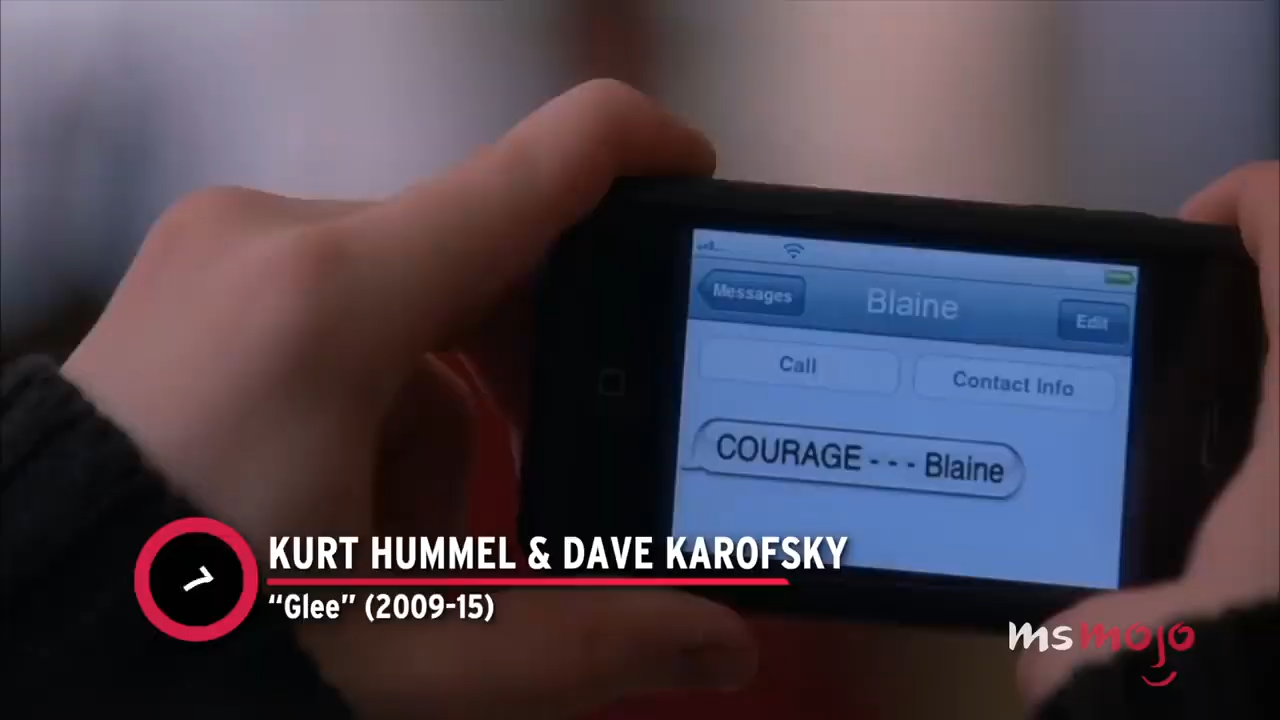 Messages
Blaine
Edit
Call
Contact Info
COURAGE - - - Blaine
7
KURT HUMMEL & DAVE KAROFSKY
“Glee” (2009-15)
msmojo